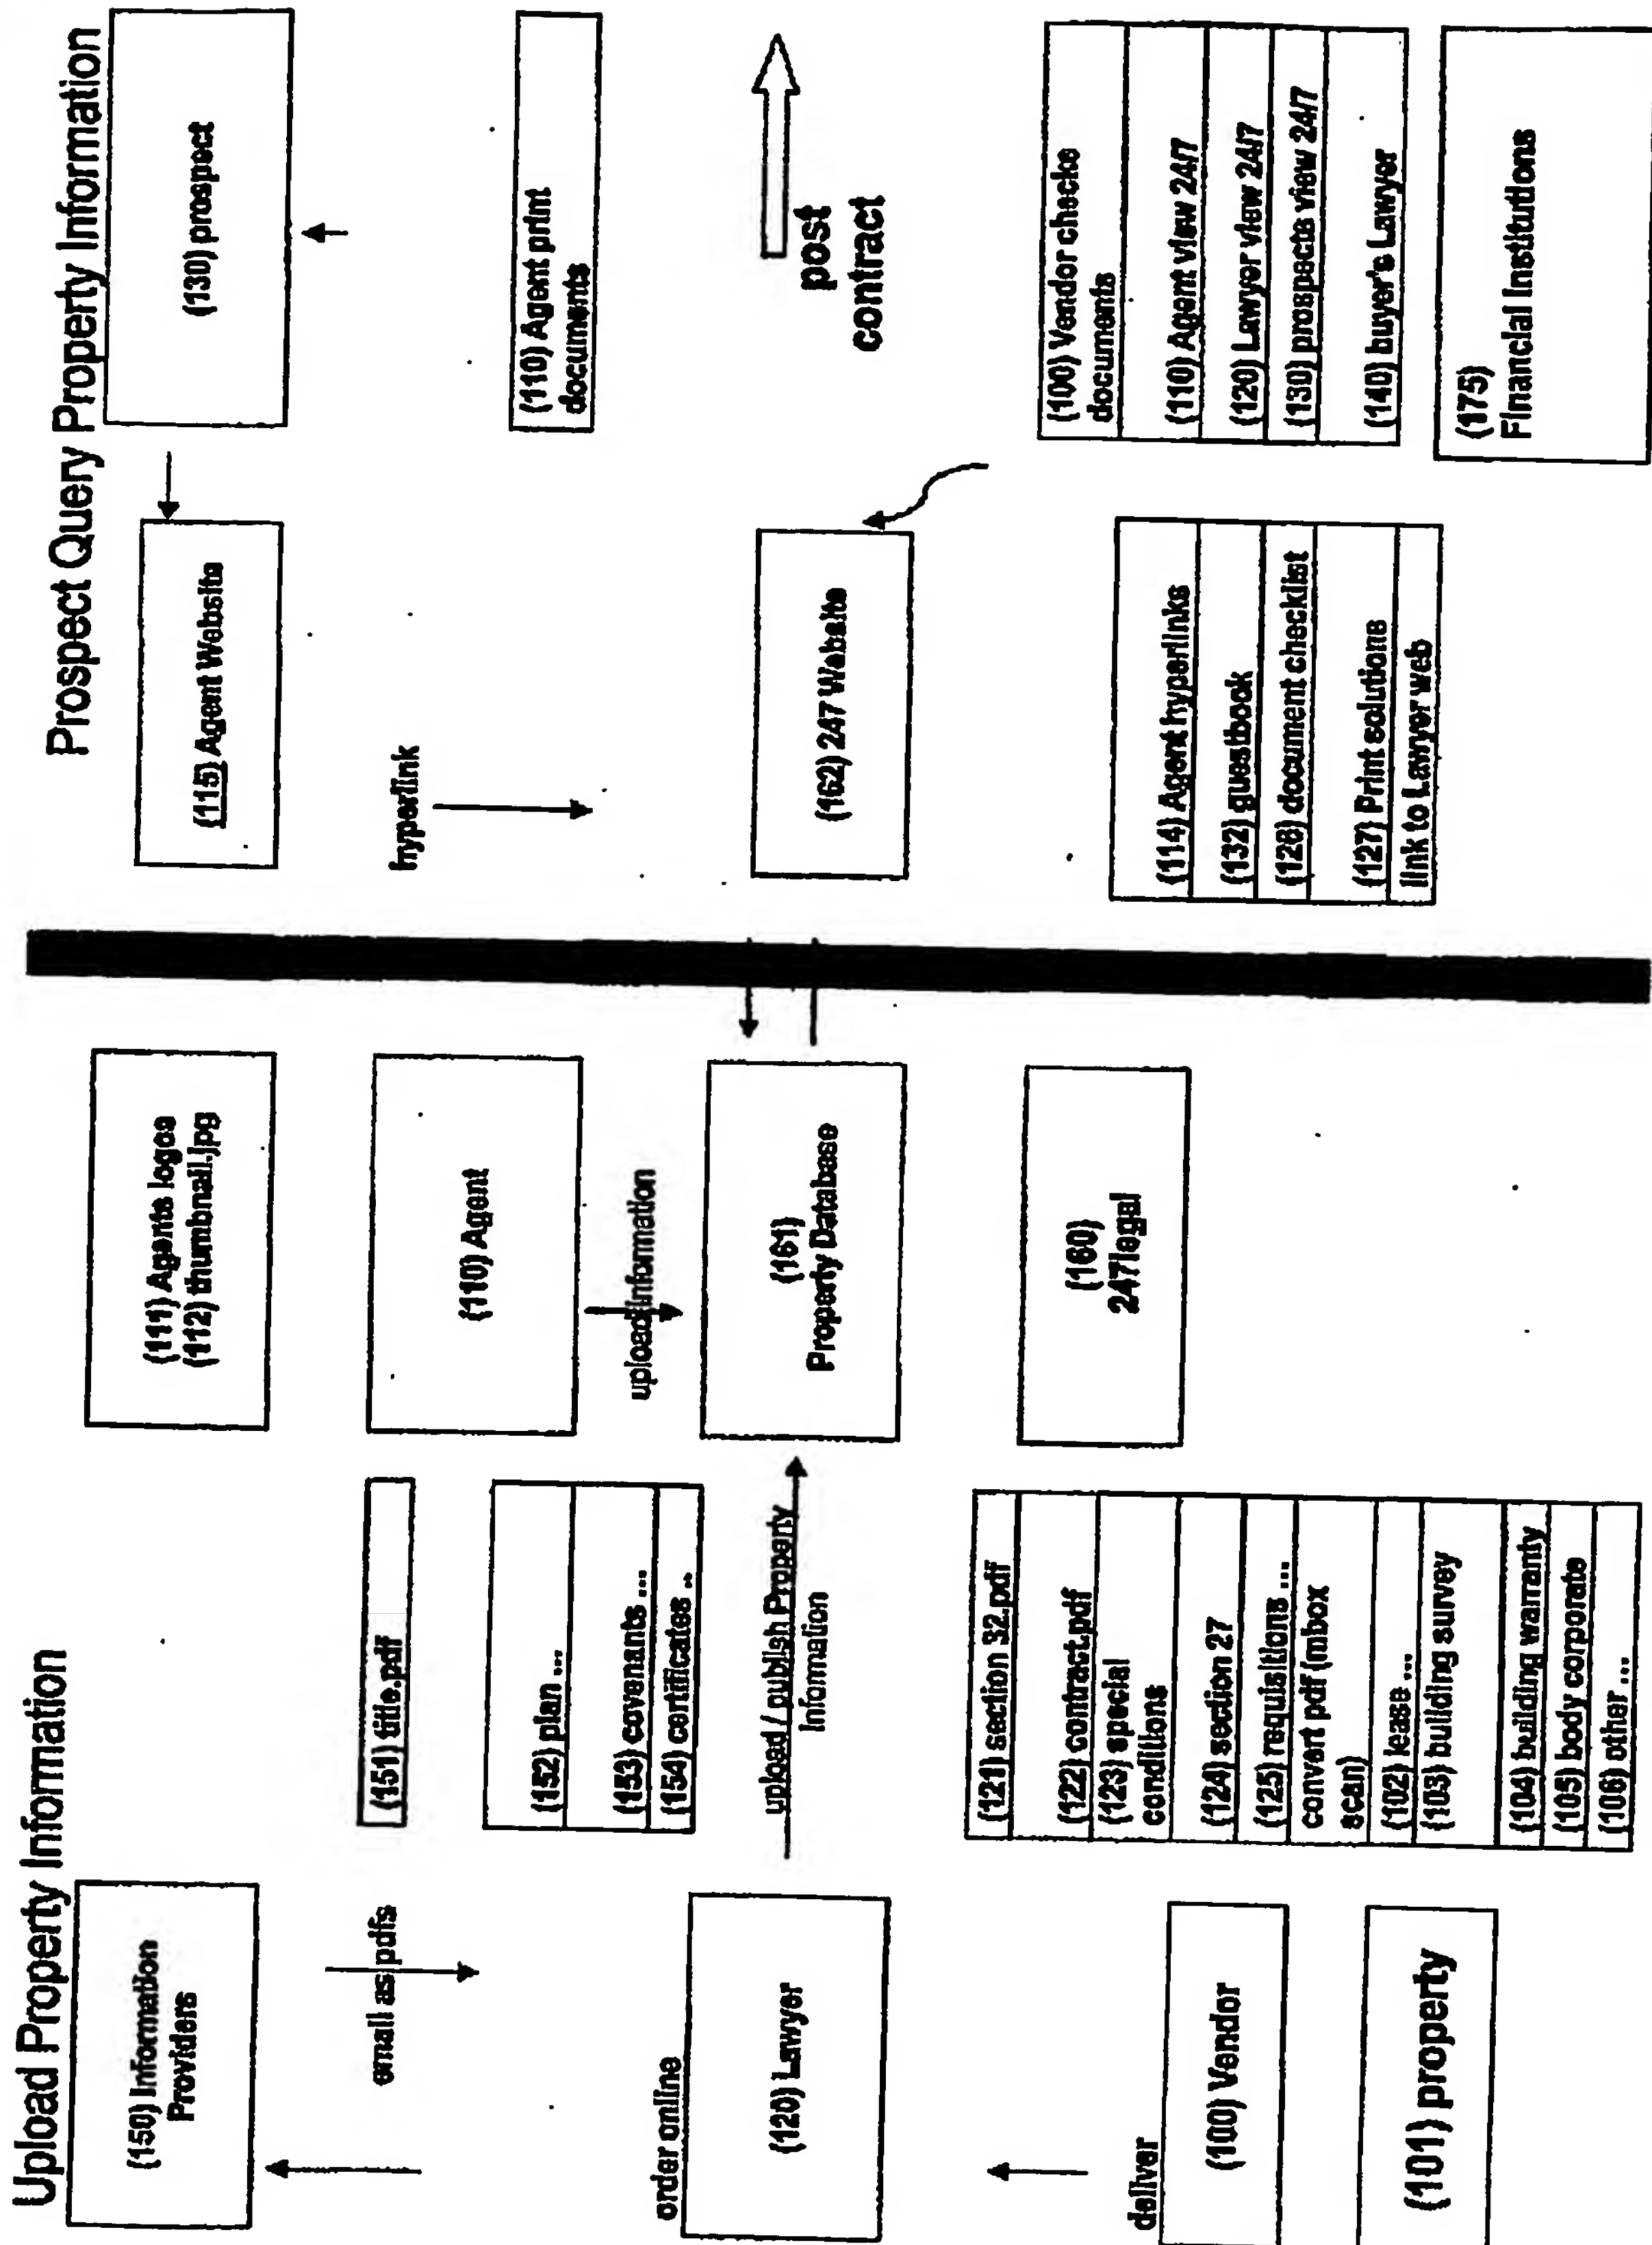 Upload Property Information
(150) Information
Providers
email as pdfs
order online
(120) Lawyer
deliver
(100) Vendor
(101) property
(151) title.pdf
(152) plan ...
(153) covenants ...
(154) certificates ..
upload / publish Property
Information
(121) section 32.pdf
(122) contract.pdf
(123) special
conditions
(124) section 27
(125) requisitions ...
convert pdf (mbox
scan)
(102) lease ...
(103) building survey
(104) building warranty
(105) body corporate
(106) other ...
(111) Agents logos
(112) thumbnail.jpg
(110) Agent
upload information
(161)
Property Database
(160)
247legal
Prospect Query Property Information
(115) Agent Website
hyperlink
(162) 247 Website
(114) Agent hyperlinks
(132) guestbook
(128) document checklist
(127) Print solutions
link to Lawyer web
(130) prospect
(110) Agent print
documents
post
contract
(100) Vendor checks
documents
(110) Agent view 24/7
(120) Lawyer view 24/7
(130) prospects view 24/7
(140) buyer's Lawyer
(175)
Financial Institutions